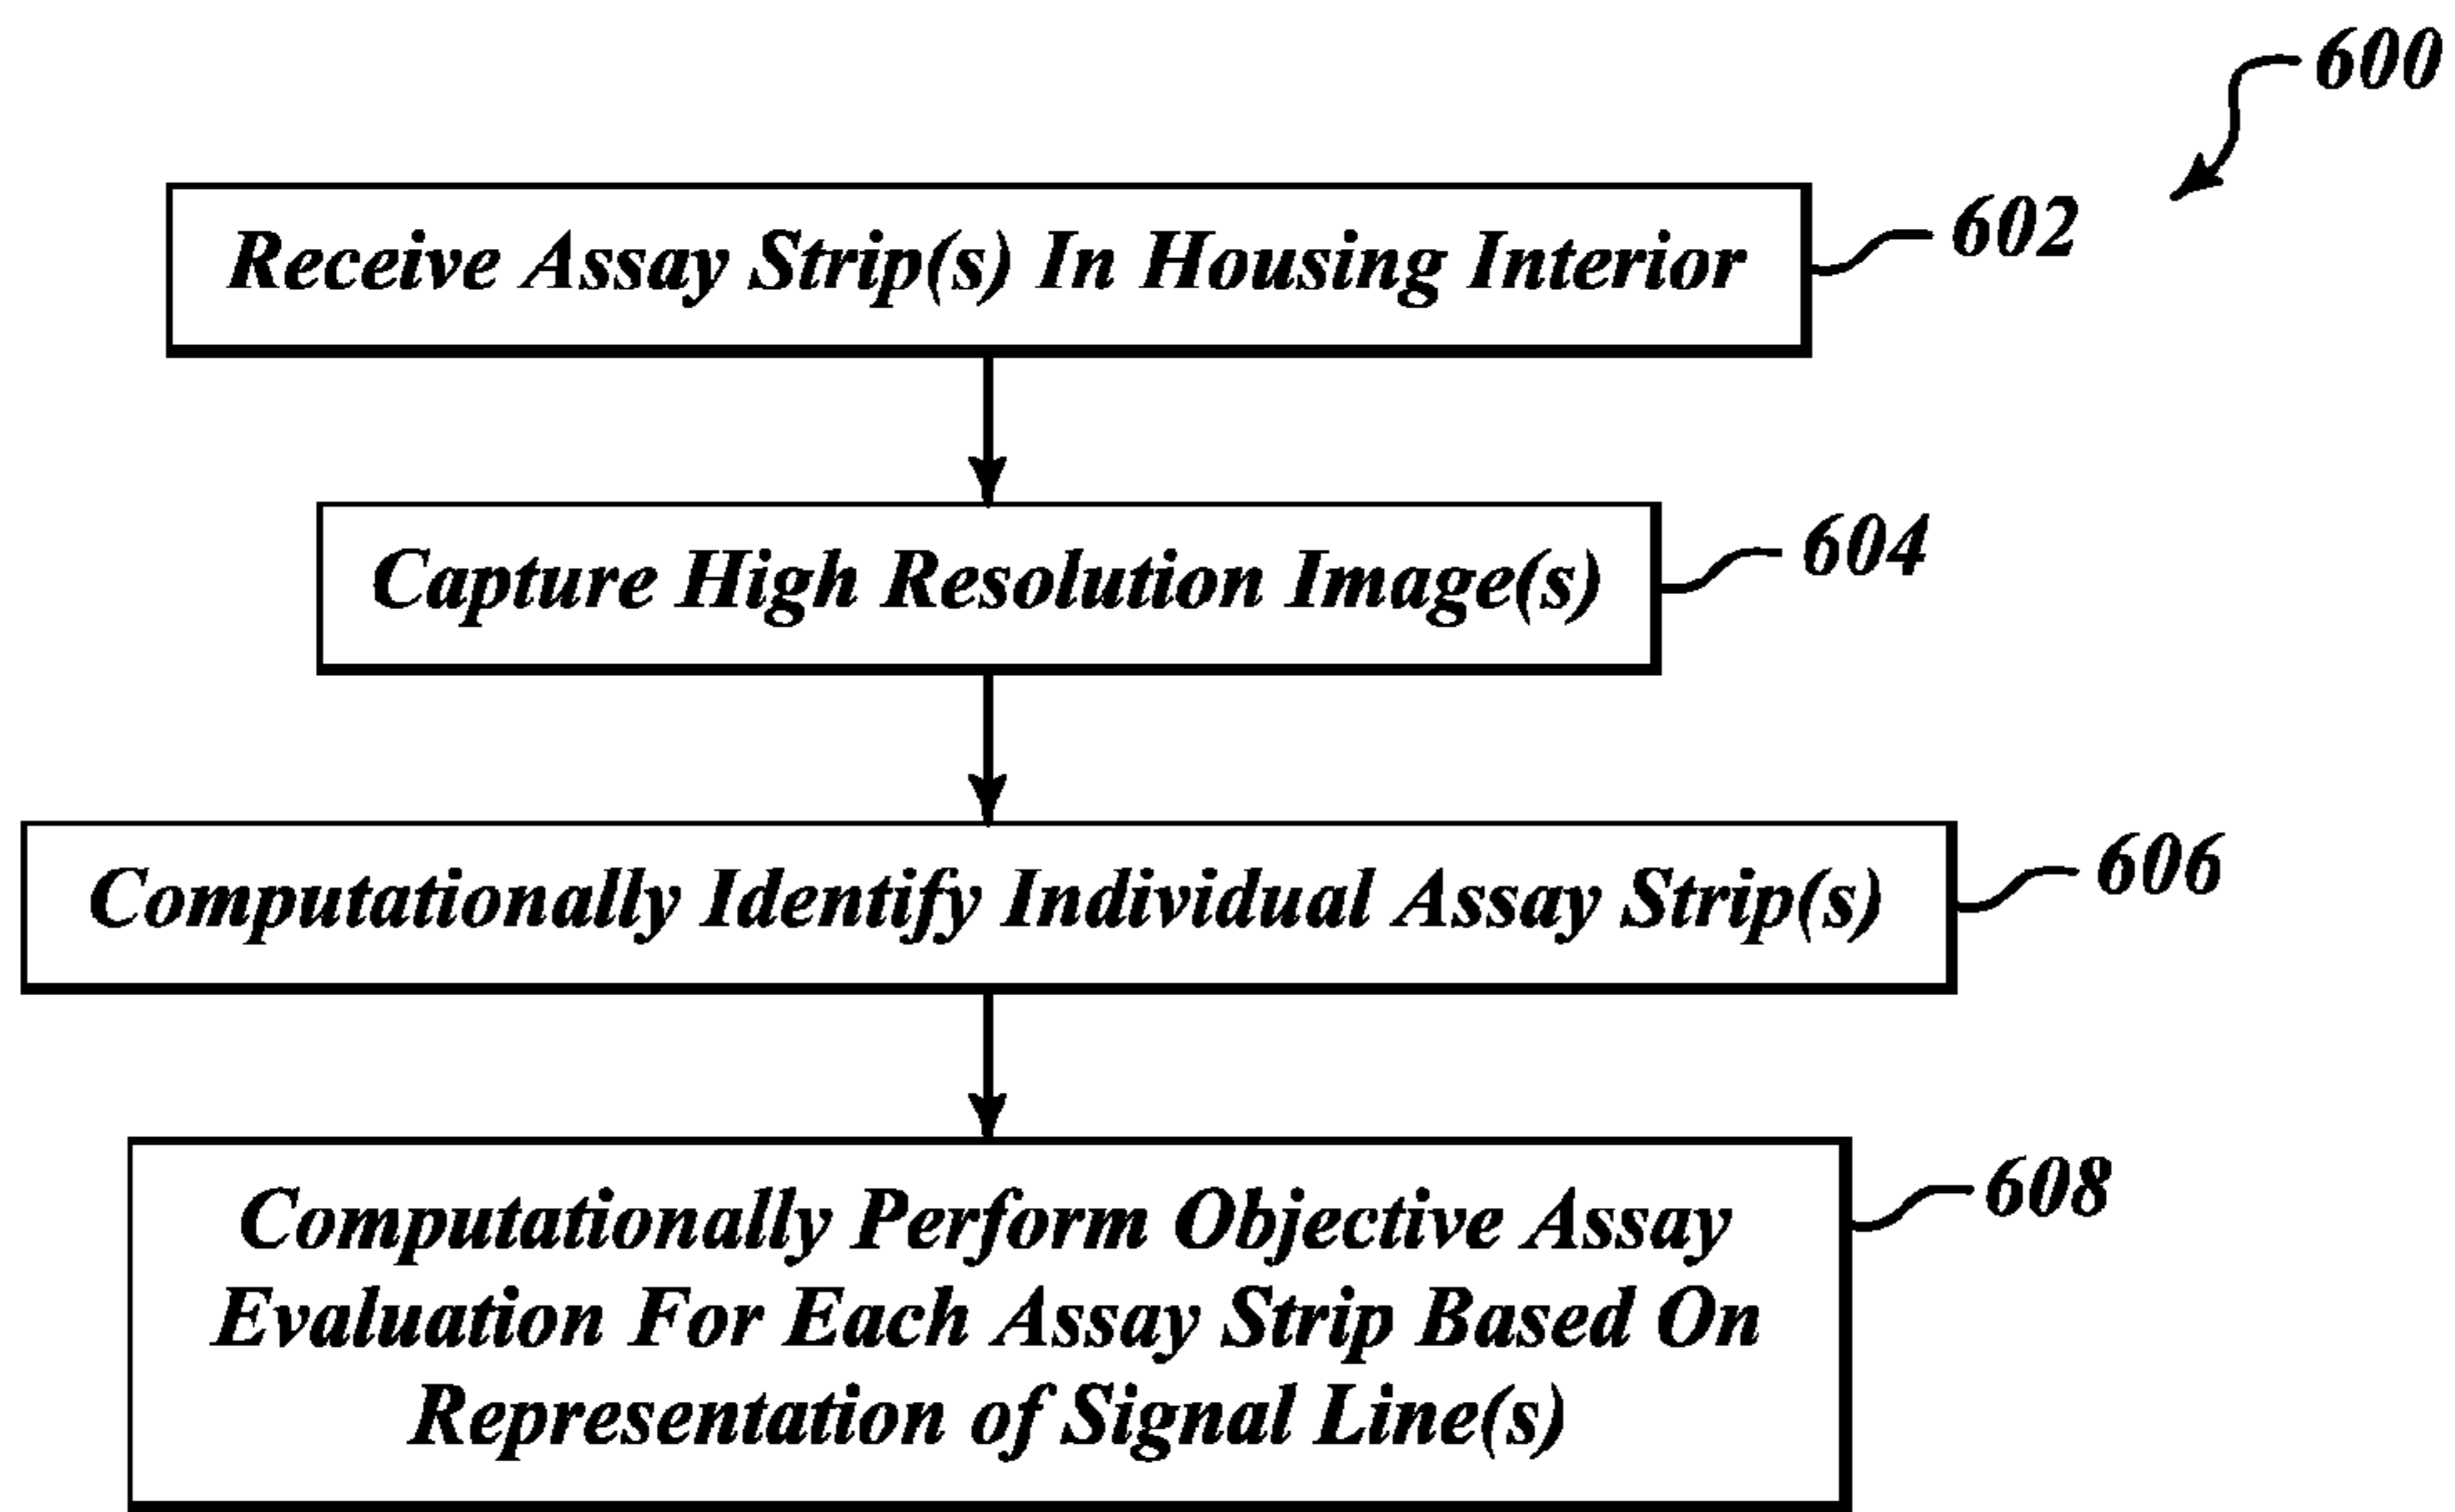 600
Receive Assay Strip(s) In Housing Interior
602
Capture High Resolution Image(s)
604
Computationally Identify Individual Assay Strip(s)
606
Computationally Perform Objective Assay
Evaluation For Each Assay Strip Based On
Representation of Signal Line(s)
608